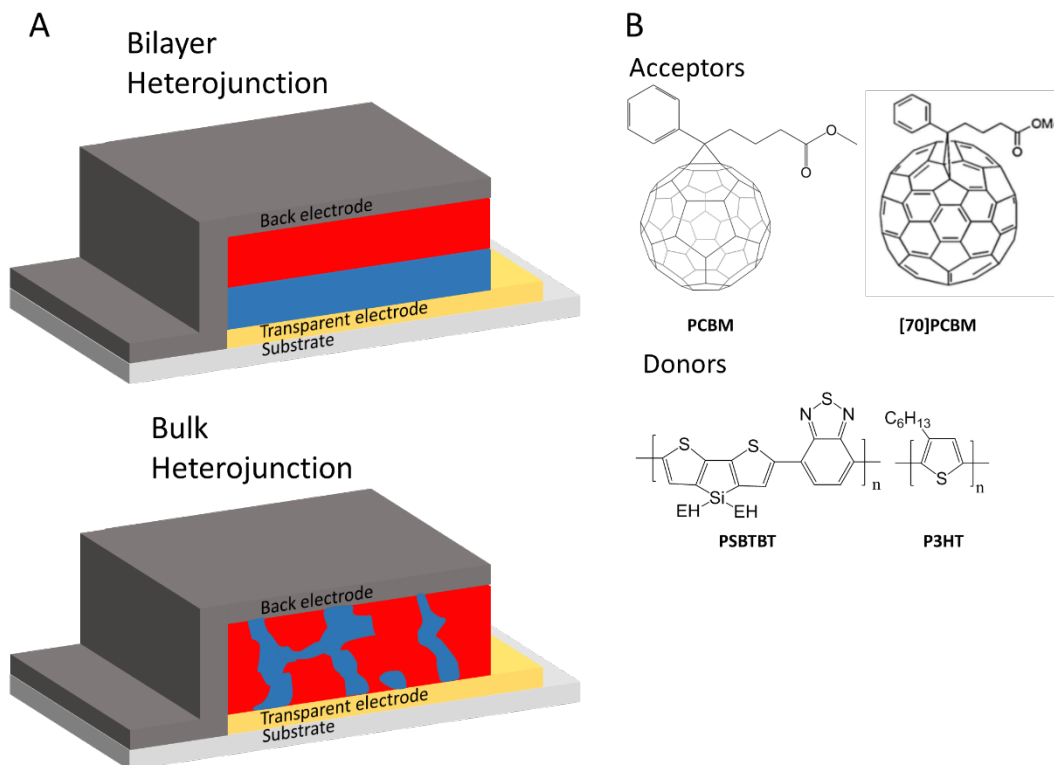 A
Bilayer
Heterojunction
Back electrode
Transparent electrode
Substrate
Bulk
Heterojunction
Back electrode
Transparent electrode
Substrate
B
Acceptors
O
O
PCBM
OM
O
[70]PCBM
Donors
S
S
N
S
N
Si
EH
EH
n
PSBTBT
C6H13
S
n
P3HT